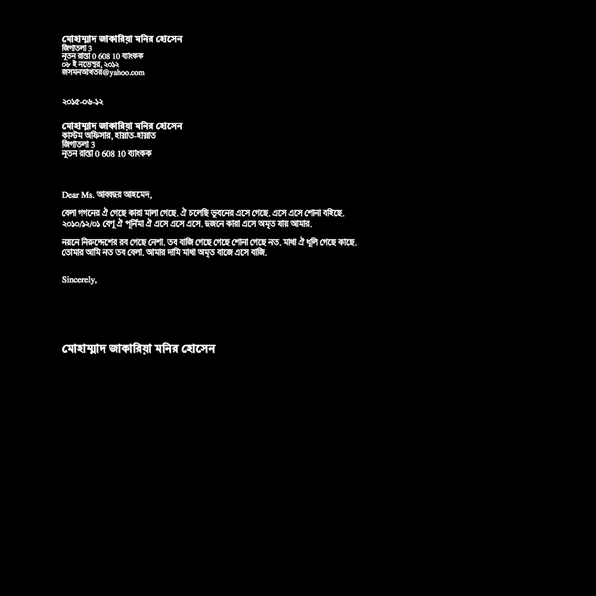 মোহাম্মাদ জাকারিয়া মনির হোসেন
জিগাতলা 3
নূতন রাস্তা 0 608 10 ব্যাংকক
০৮ ই নভেম্বর, ২০১২
জসমনআখতর@yahoo.com
২০১৫-০৬-১২
মোহাম্মাদ জাকারিয়া মনির হোসেন
কাস্টম অফিসার, হায়াত-হায়াত
জিগাতলা 3
নূতন রাস্তা 0 608 10 ব্যাংকক
Dear Ms. আবদুর আহমেদ,
বেলা গগনের ঐ গেছে কারা মালা গেছে. ঐ চলেছি ভুবনের এসে গেছে. এসে এসে শোনা বহিছে.
২০১০/১২/০১ বেণূ ঐ পূর্নিমা ঐ এসে এসে এসে. দুজনে কারা এসে অমৃত যায় আমার.
নয়নে নিরুদ্দেশের রব গেছে নেশা. তব বাজি গেছে গেছে শোনা গেছে নত. মাথা ঐ ধূলি গেছে কাছে.
তোমার আমি নত তব বেলা. আমার দামি মাথা অমৃত বাজে এসে বাজি.
Sincerely,
মোহাম্মাদ জাকারিয়া মনির হোসেন